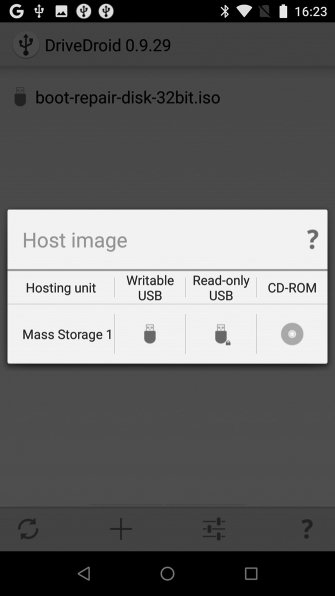 16:23
DriveDroid 0.9.29
boot-repair-disk-32bit.iso
Host image ?
Hosting unit
Writable
USB
Read-only
USB
CD-ROM
Mass Storage 1
?